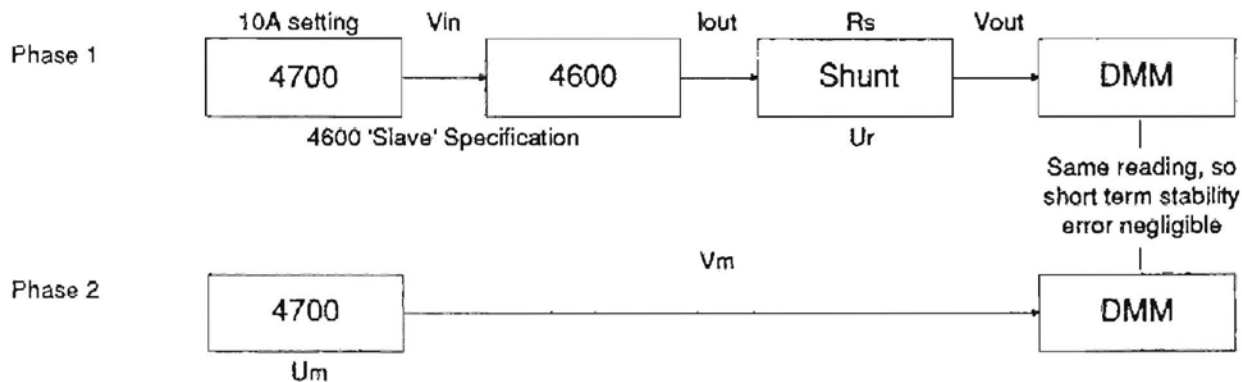 10A setting Vin Iout Rs Vout
Phase 1
4700 4600 Shunt DMM
4600 'Slave' Specification Ur
Same reading, so
short term stability
error negligible
Vm
Phase 2
4700 DMM
Um